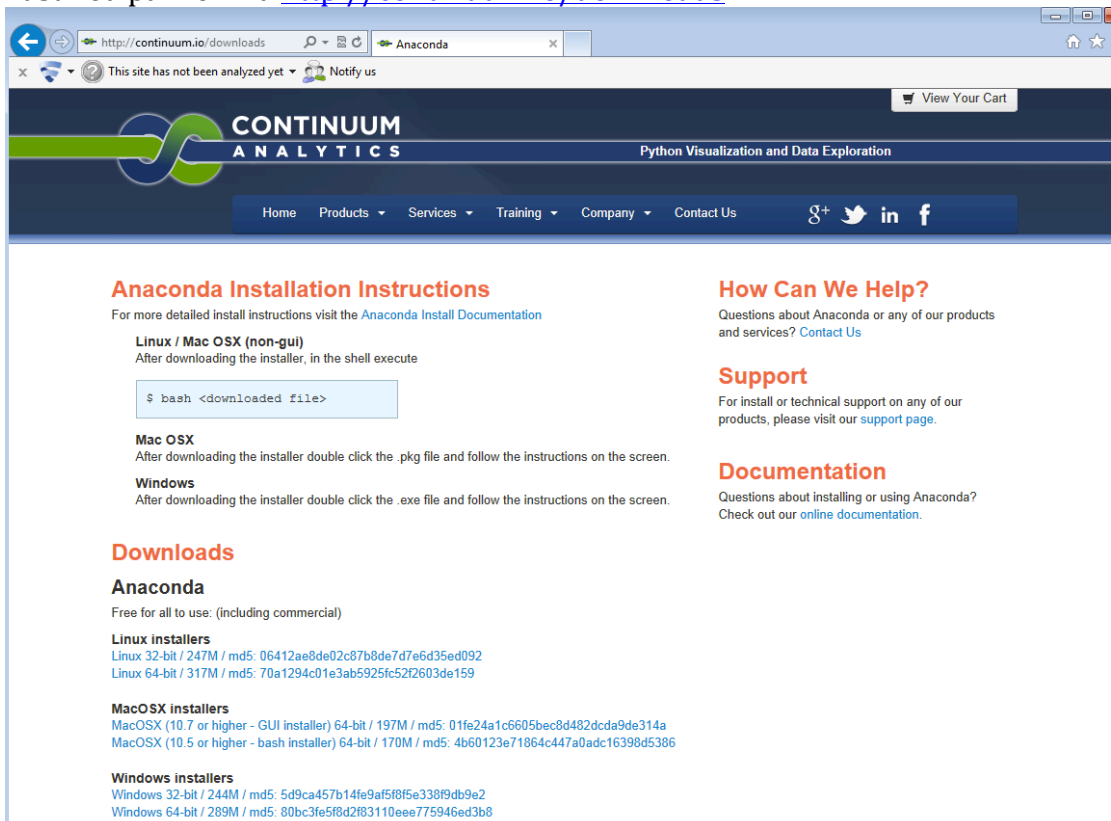 http://continuum.io/downloads
Anaconda
This site has not been analyzed yet
Notify us
View Your Cart
CONTINUUM
ANALYTICS
Python Visualization and Data Exploration
Home Products Services Training Company Contact Us
Anaconda Installation Instructions
For more detailed install instructions visit the Anaconda Install Documentation
Linux / Mac OSX (non-gui)
After downloading the installer, in the shell execute
$ bash <downloaded file>
Mac OSX
After downloading the installer double click the .pkg file and follow the instructions on the screen.
Windows
After downloading the installer double click the .exe file and follow the instructions on the screen.
How Can We Help?
Questions about Anaconda or any of our products
and services? Contact Us
Support
For install or technical support on any of our
products, please visit our support page.
Documentation
Questions about installing or using Anaconda?
Check out our online documentation.
Downloads
Anaconda
Free for all to use: (including commercial)
Linux installers
Linux 32-bit / 247M / md5: 06412ae8de02c87b8de7d7e6d35ed092
Linux 64-bit / 317M / md5: 70a1294c01e3ab5925fc52f2603de159
MacOSX installers
MacOSX (10.7 or higher - GUI installer) 64-bit / 197M / md5: 01fe24a1c6605bec8d482dcda9de314a
MacOSX (10.5 or higher - bash installer) 64-bit / 170M / md5: 4b60123e71864c447a0adc16398d5386
Windows installers
Windows 32-bit / 244M / md5: 5d9ca457b14fe9af5f8f5e338f9db9e2
Windows 64-bit / 289M / md5: 80bc3fe5f8d2f83110eee775946ed3b8